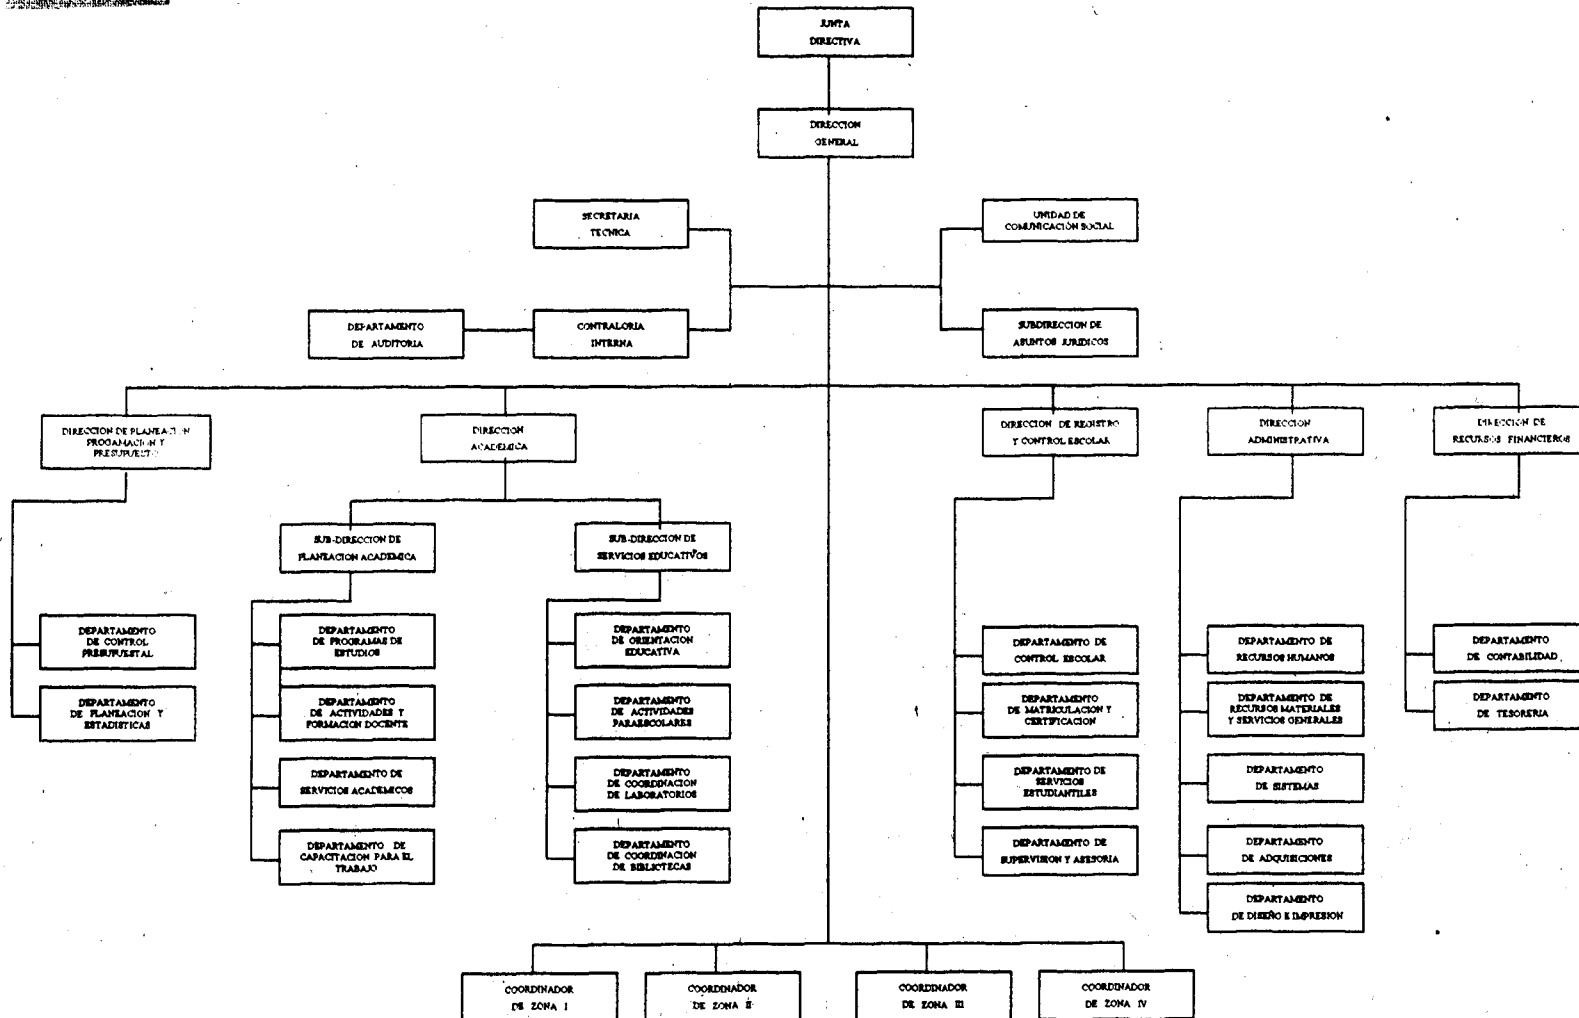 JUNTA
DIRECTIVA
DIRECCION
GENERAL
SECRETARIA
TECNICA
UNIDAD DE
COMUNICACIÓN SOCIAL
DEPARTAMENTO
DE AUDITORIA
CONTRALORIA
INTERNA
SUBDIRECCION DE
ASUNTOS JURIDICOS
DIRECCION DE PLANEACION
PROGAMACION Y
PRESUPUESTO
DIRECCION
ACADEMICA
DIRECCION DE REGISTRO
Y CONTROL ESCOLAR
DIRECCION
ADMINISTRATIVA
DIRECCION DE
RECURSOS FINANCIEROS
SUB-DIRECCION DE
PLANEACION ACADEMICA
SUB-DIRECCION DE
SERVICIOS EDUCATIVOS
DEPARTAMENTO
DE CONTROL
PRESUPUESTAL
DEPARTAMENTO
DE PLANEACION Y
ESTADISTICAS
DEPARTAMENTO
DE PROGRAMAS DE
ESTUDIOS
DEPARTAMENTO
DE ACTIVIDADES Y
FORMACION DOCENTE
DEPARTAMENTO DE
SERVICIOS ACADEMICOS
DEPARTAMENTO DE
CAPACITACION PARA EL
TRABAJO
DEPARTAMENTO
DE ORIENTACION
EDUCATIVA
DEPARTAMENTO
DE ACTIVIDADES
PARAESCOLARES
DEPARTAMENTO
DE COORDINACION
DE LABORATORIOS
DEPARTAMENTO
DE COORDINACION
DE BIBLIOTECAS
DEPARTAMENTO DE
CONTROL ESCOLAR
DEPARTAMENTO
DE MATRICULACION Y
CERTIFICACION
DEPARTAMENTO DE
SERVICIOS
ESTUDIANTILES
DEPARTAMENTO DE
SUPERVISION Y ASESORIA
DEPARTAMENTO DE
RECURSOS HUMANOS
DEPARTAMENTO DE
RECURSOS MATERIALES
Y SERVICIOS GENERALES
DEPARTAMENTO
DE SISTEMAS
DEPARTAMENTO
DE ADQUISICIONES
DEPARTAMENTO
DE DISEÑO E IMPRESION
DEPARTAMENTO
DE CONTABILIDAD
DEPARTAMENTO
DE TESORERIA
COORDINADOR
DE ZONA I
COORDINADOR
DE ZONA II
COORDINADOR
DE ZONA III
COORDINADOR
DE ZONA IV